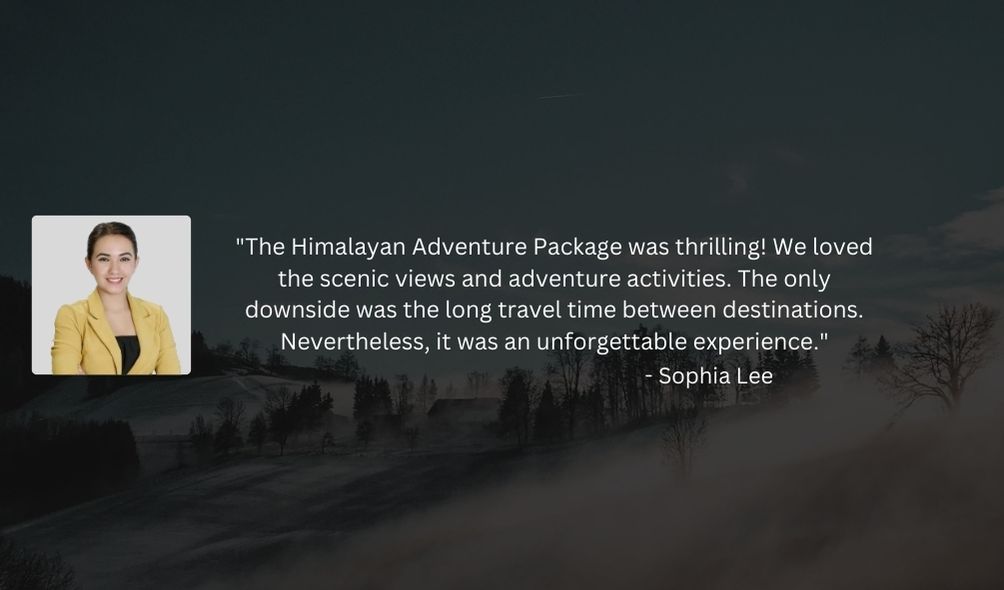 "The Himalayan Adventure Package was thrilling! We loved
the scenic views and adventure activities. The only
downside was the long travel time between destinations.
Nevertheless, it was an unforgettable experience."
- Sophia Lee